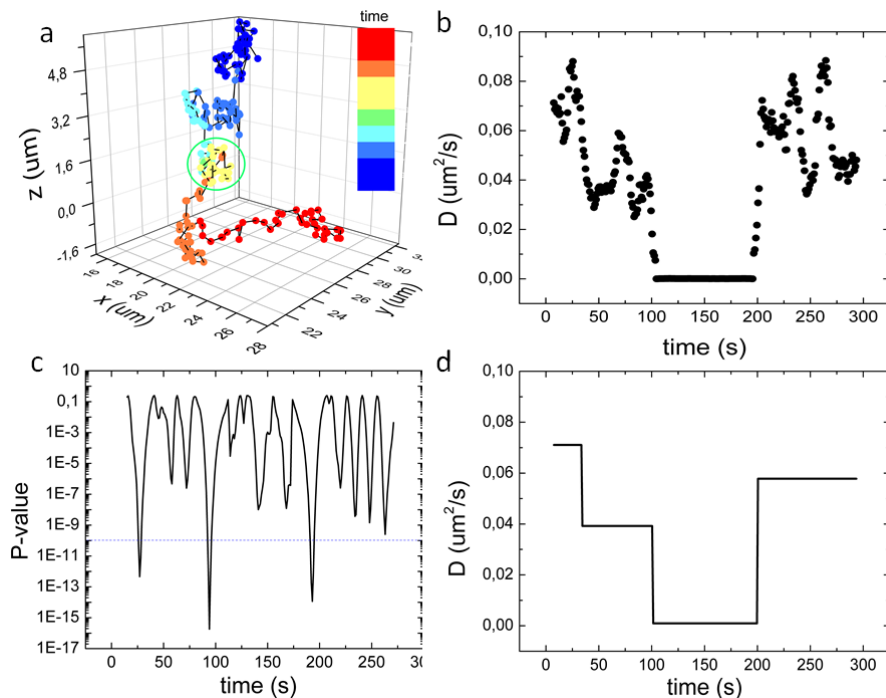 a
time
4,8
3,2
1,6
0,0
-1,6
z (um)
16
18
20
22
24
26
28
x (um)
22
24
26
28
30
y (um)
b
0,10
0,08
0,06
0,04
0,02
0,00
D (um²/s)
0 50 100 150 200 250 300
time (s)
c
10
0,1
1E-3
1E-5
1E-7
1E-9
1E-11
1E-13
1E-15
1E-17
P-value
0 50 100 150 200 250 300
time (s)
d
0,10
0,08
0,06
0,04
0,02
0,00
D (um²/s)
0 50 100 150 200 250 300
time (s)